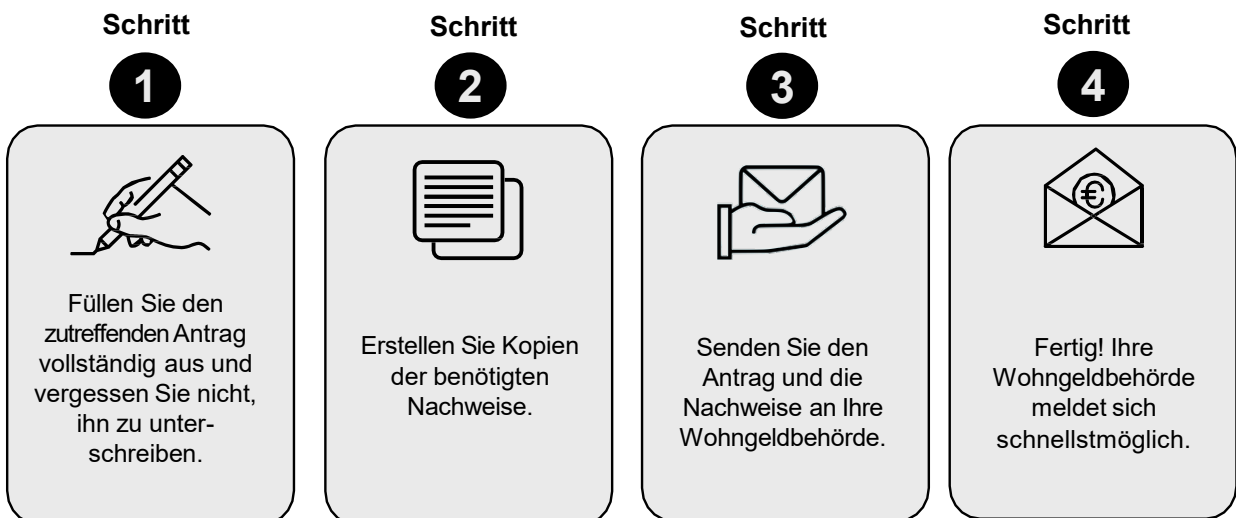 Schritt
1
Füllen Sie den
zutreffenden Antrag
vollständig aus und
vergessen Sie nicht,
ihn zu unter-
schreiben.
Schritt
2
Erstellen Sie Kopien
der benötigten
Nachweise.
Schritt
3
Senden Sie den
Antrag und die
Nachweise an Ihre
Wohngeldbehörde.
Schritt
4
€
Fertig! Ihre
Wohngeldbehörde
meldet sich
schnellstmöglich.